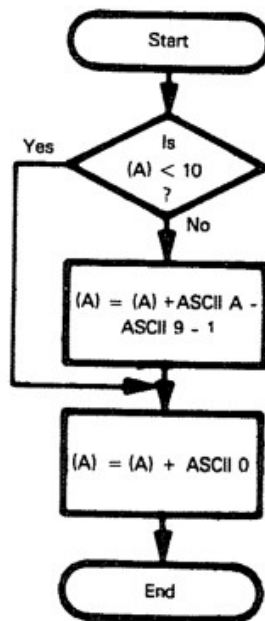 Start
Is
Yes
(A) < 10
?
No
(A) = (A) +ASCII A -
ASCII 9 - 1
(A) = (A) + ASCII 0
End